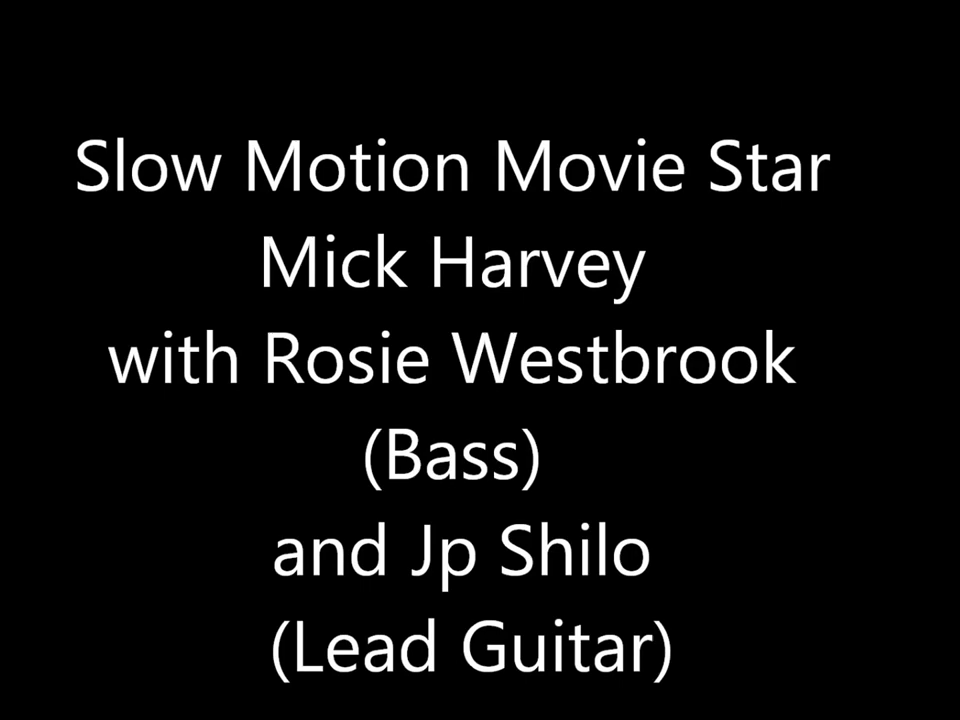 Slow Motion Movie Star
Mick Harvey
with Rosie Westbrook
(Bass)
and Jp Shilo
(Lead Guitar)